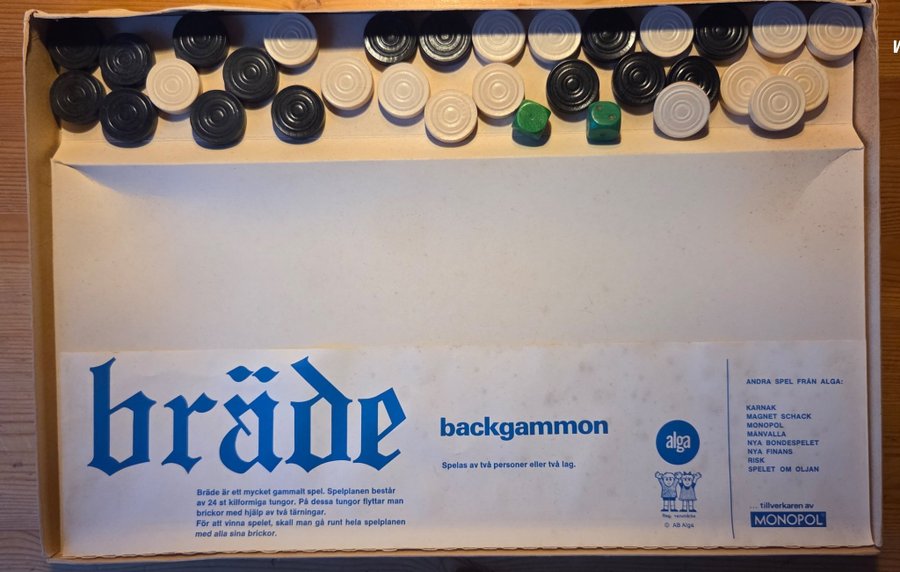 bräde
backgammon
Spelas av två personer eller två lag.
Bräde är ett mycket gammalt spel. Spelplanen består
av 24 st kilformiga tungor. På dessa tungor flyttar man
brickor med hjälp av två tärningar.
För att vinna spelet, skall man gå runt hela spelplanen
med alla sina brickor.
alga
© AB Alga
ANDRA SPEL FRÅN ALGA:
KARNAK
MAGNET SCHACK
MONOPOL
MÅNVALLA
NYA BONDESPELET
NYA FINANS
RISK
SPELET OM OLJAN
... tillverkaren av
MONOPOL